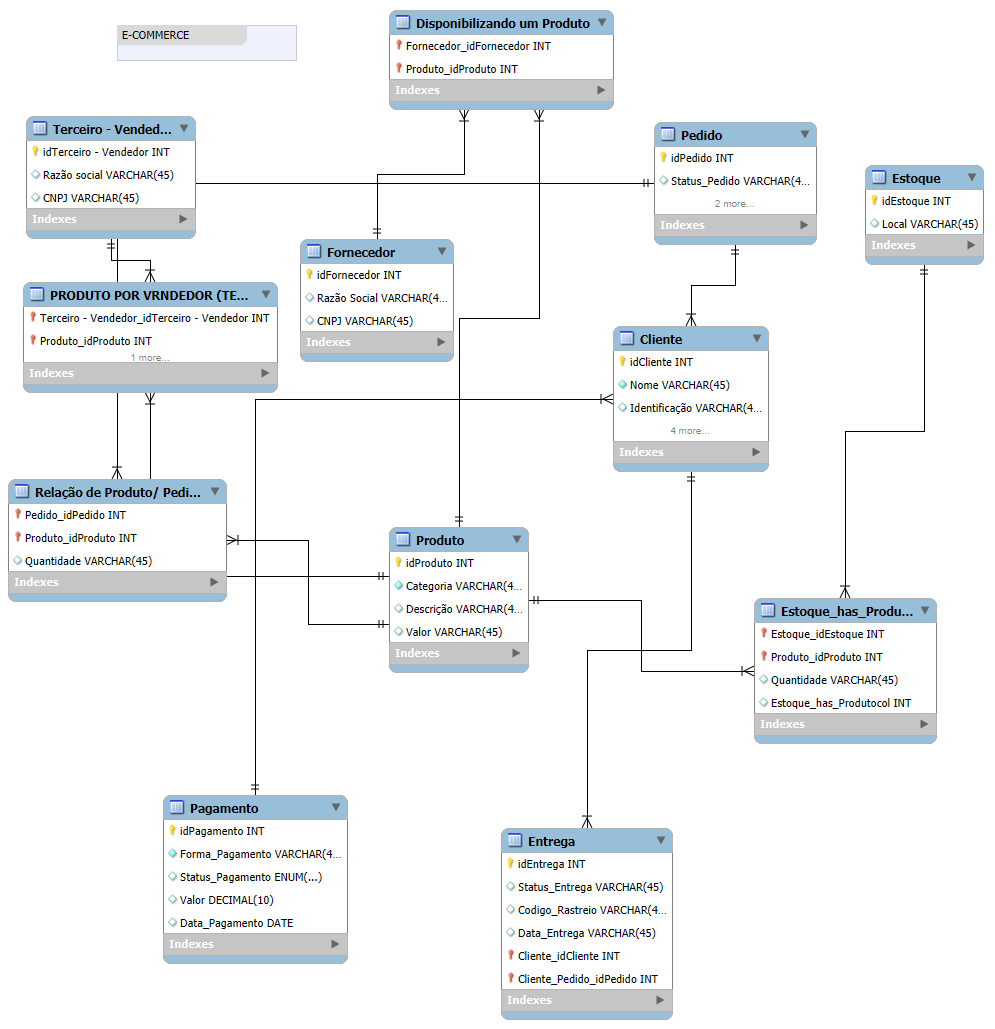 E-COMMERCE
Disponibilizando um Produto
Fornecedor_idFornecedor INT
Produto_idProduto INT
Indexes
Terceiro - Vended...
idTerceiro - Vendedor INT
Razão social VARCHAR(45)
CNPJ VARCHAR(45)
Indexes
Pedido
idPedido INT
Status_Pedido VARCHAR(4...
2 more...
Indexes
Estoque
idEstoque INT
Local VARCHAR(45)
Indexes
Fornecedor
idFornecedor INT
Razão Social VARCHAR(4...
CNPJ VARCHAR(45)
Indexes
PRODUTO POR VRNDEDOR (TE...
Terceiro - Vendedor_idTerceiro - Vendedor INT
Produto_idProduto INT
1 more...
Indexes
Cliente
idCliente INT
Nome VARCHAR(45)
Identificação VARCHAR(4...
4 more...
Indexes
Relação de Produto/ Pedi...
Pedido_idPedido INT
Produto_idProduto INT
Quantidade VARCHAR(45)
Indexes
Produto
idProduto INT
Categoria VARCHAR(4...
Descrição VARCHAR(4...
Valor VARCHAR(45)
Indexes
Estoque_has_Produ...
Estoque_idEstoque INT
Produto_idProduto INT
Quantidade VARCHAR(45)
Estoque_has_Produtocol INT
Indexes
Pagamento
idPagamento INT
Forma_Pagamento VARCHAR(4...
Status_Pagamento ENUM(...)
Valor DECIMAL(10)
Data_Pagamento DATE
Indexes
Entrega
idEntrega INT
Status_Entrega VARCHAR(45)
Codigo_Rastreio VARCHAR(4...
Data_Entrega VARCHAR(45)
Cliente_idCliente INT
Cliente_Pedido_idPedido INT
Indexes